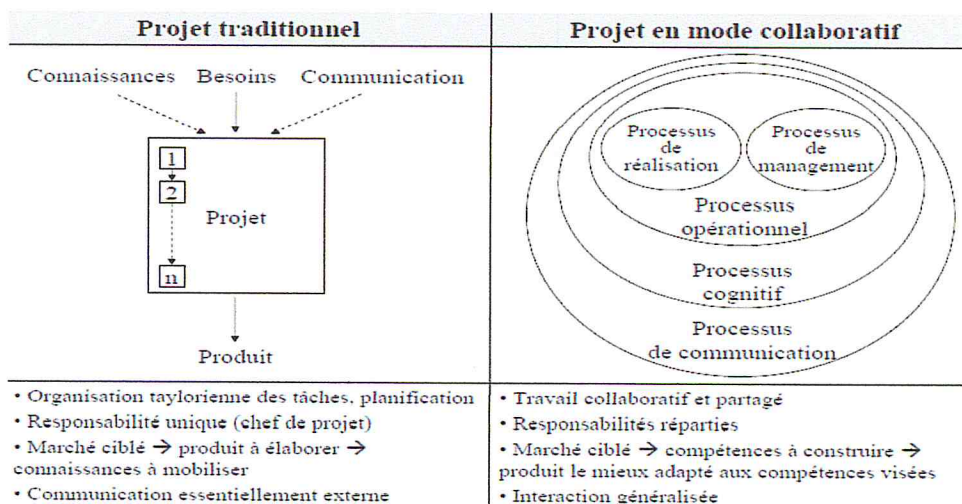 Projet traditionnel
Connaissances Besoins Communication
1
2
Projet
n
Produit
• Organisation taylorienne des tâches, planification
• Responsabilité unique (chef de projet)
• Marché ciblé → produit à élaborer →
connaissances à mobiliser
• Communication essentiellement externe
Projet en mode collaboratif
Processus
de
réalisation
Processus
de
management
Processus
opérationnel
Processus
cognitif
Processus
de communication
• Travail collaboratif et partagé
• Responsabilités réparties
• Marché ciblé → compétences à construire →
produit le mieux adapté aux compétences visées
• Interaction généralisée